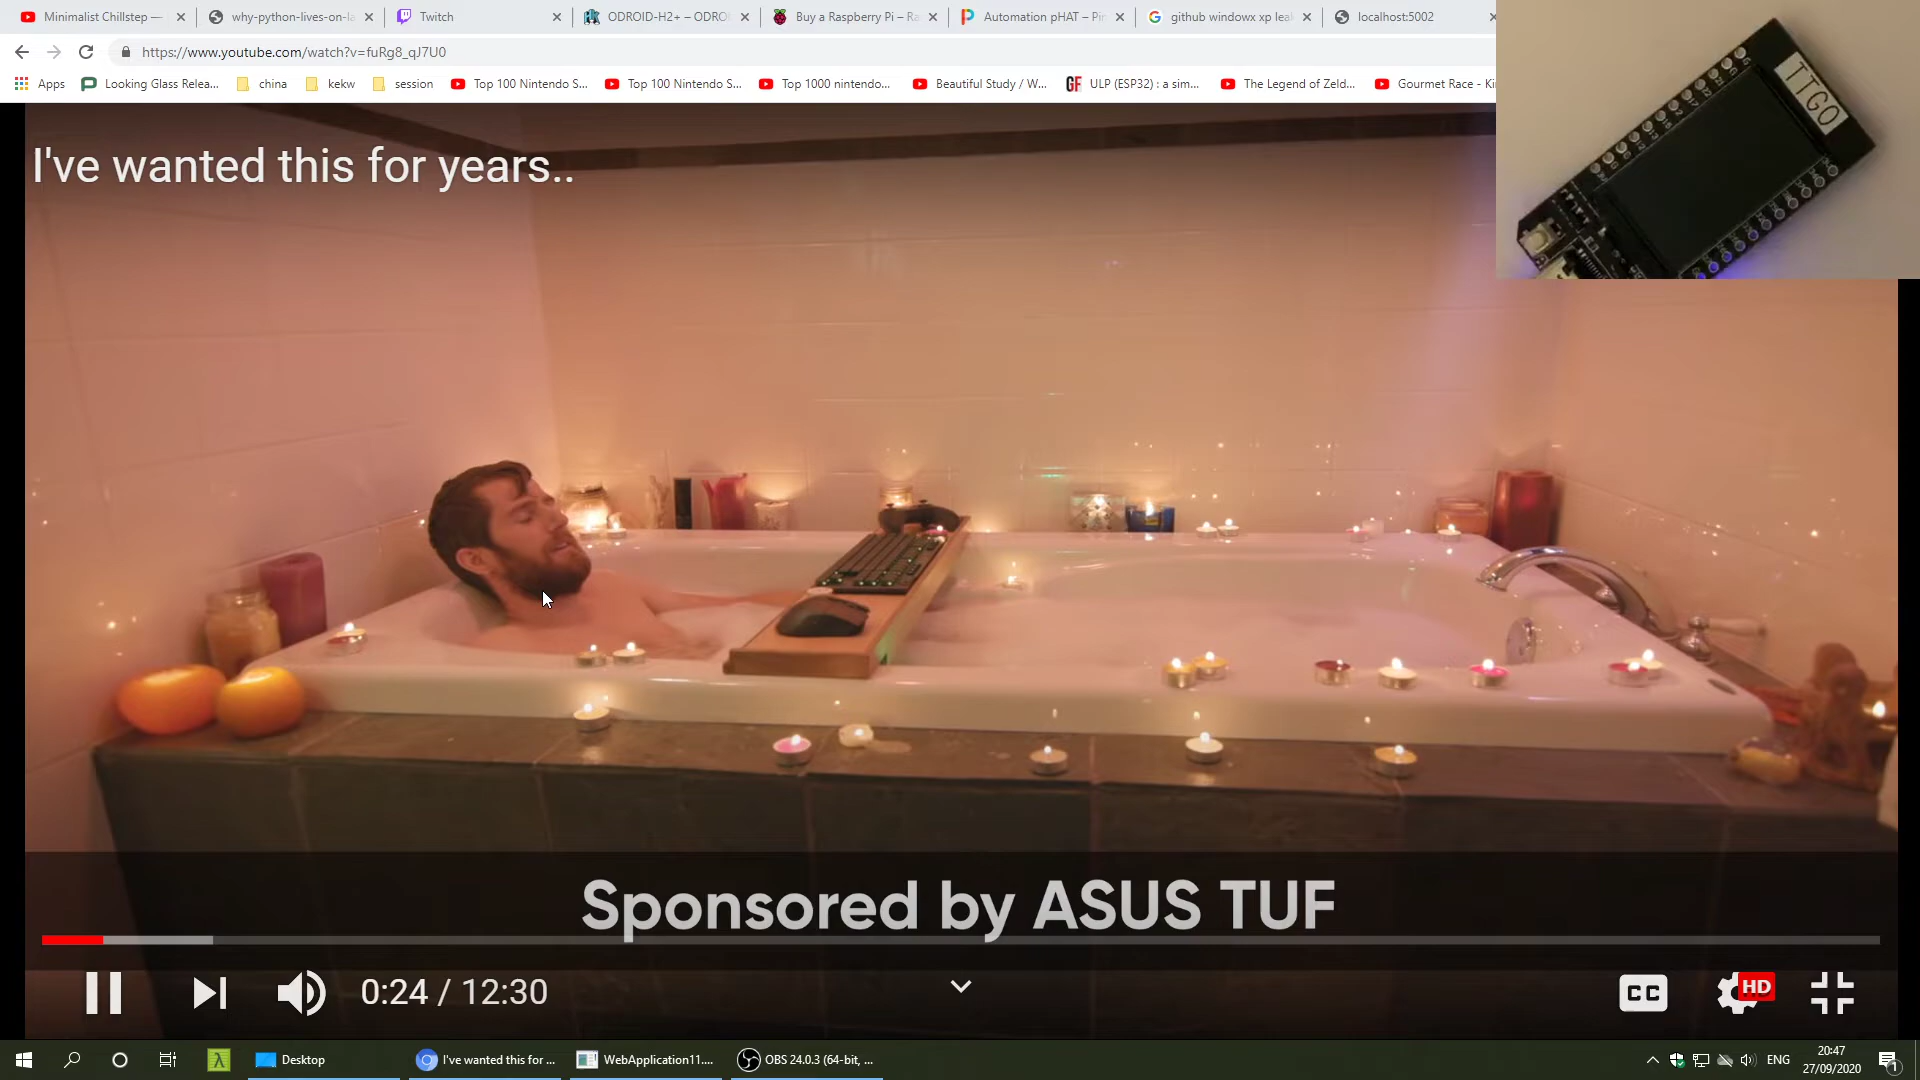 Minimalist Chillstep —
why-python-lives-on-la
Twitch
ODROID-H2+ – ODRO
Buy a Raspberry Pi – Ra
Automation pHAT – Pi
github windowx xp leak
localhost:5002
https://www.youtube.com/watch?v=fuRg8_qJ7U0
Apps
Looking Glass Relea...
china
kekw
session
Top 100 Nintendo S...
Top 100 Nintendo S...
Top 1000 nintendo...
Beautiful Study / W...
GF
ULP (ESP32) : a sim...
The Legend of Zeld...
Gourmet Race - Ki
TTGO
I've wanted this for years..
Sponsored by ASUS TUF
0:24 / 12:30
CC
HD
Desktop
I've wanted this for ...
WebApplication11....
OBS 24.0.3 (64-bit, ...
ENG
20:47
27/09/2020
1